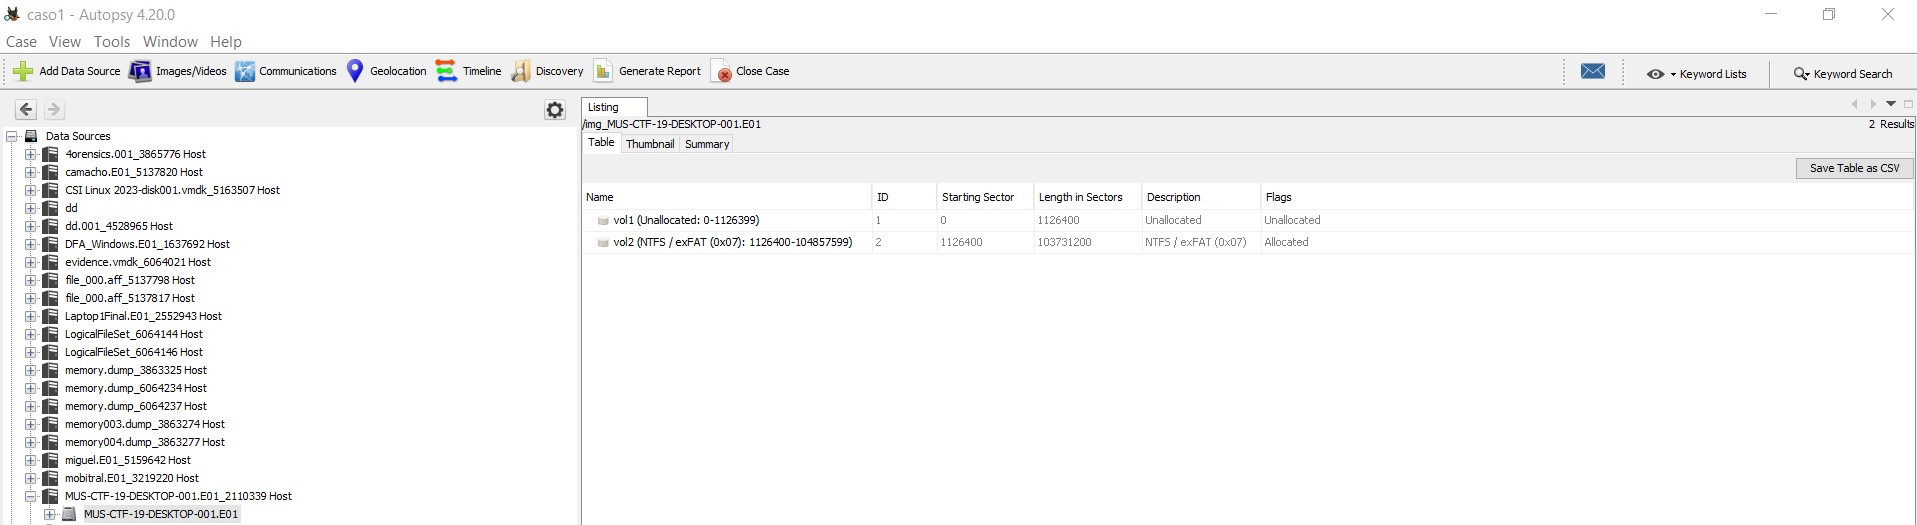 caso1 - Autopsy 4.20.0
Case View Tools Window Help
Add Data Source Images/Videos Communications Geolocation Timeline Discovery Generate Report Close Case Keyword Lists Keyword Search
Listing
/img_MUS-CTF-19-DESKTOP-001.E01 2 Results
Table Thumbnail Summary
Save Table as CSV
Name ID Starting Sector Length in Sectors Description Flags
vol1 (Unallocated: 0-1126399) 1 0 1126400 Unallocated Unallocated
vol2 (NTFS / exFAT (0x07): 1126400-104857599) 2 1126400 103731200 NTFS / exFAT (0x07) Allocated
Data Sources
4orensics.001_3865776 Host
camacho.E01_5137820 Host
CSI Linux 2023-disk001.vmdk_5163507 Host
dd
dd.001_4528965 Host
DFA_Windows.E01_1637692 Host
evidence.vmdk_6064021 Host
file_000.aff_5137798 Host
file_000.aff_5137817 Host
Laptop1Final.E01_2552943 Host
LogicalFileSet_6064144 Host
LogicalFileSet_6064146 Host
memory.dump_3863325 Host
memory.dump_6064234 Host
memory.dump_6064237 Host
memory003.dump_3863274 Host
memory004.dump_3863277 Host
miguel.E01_5159642 Host
mobitral.E01_3219220 Host
MUS-CTF-19-DESKTOP-001.E01_2110339 Host
MUS-CTF-19-DESKTOP-001.E01